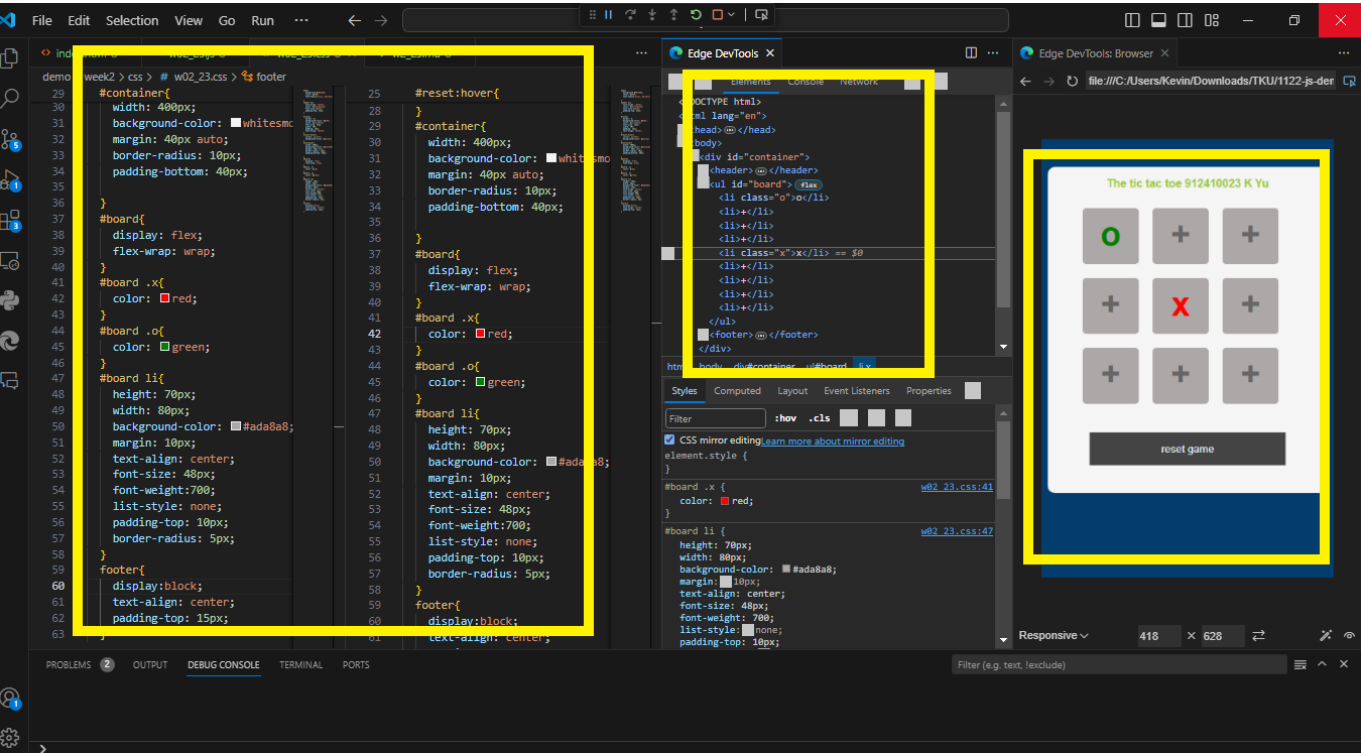 File Edit Selection View Go Run ···
Edge DevTools
Edge DevTools: Browser
demo week2 > css > # w02_23.css > footer
file:///C:/Users/Kevin/Downloads/TKU/1122-js-der
29 #container{
30 width: 400px;
31 background-color: whitesmo
32 margin: 40px auto;
33 border-radius: 10px;
34 padding-bottom: 40px;
35
36 }
37 #board{
38 display: flex;
39 flex-wrap: wrap;
40 }
41 #board .x{
42 color: red;
43 }
44 #board .o{
45 color: green;
46 }
47 #board li{
48 height: 70px;
49 width: 80px;
50 background-color: #ada8a8;
51 margin: 10px;
52 text-align: center;
53 font-size: 48px;
54 font-weight:700;
55 list-style: none;
56 padding-top: 10px;
57 border-radius: 5px;
58 }
59 footer{
60 display:block;
61 text-align: center;
62 padding-top: 15px;
63 }
25 #reset:hover{
28 }
29 #container{
30 width: 400px;
31 background-color: whitesmo
32 margin: 40px auto;
33 border-radius: 10px;
34 padding-bottom: 40px;
35
36 }
37 #board{
38 display: flex;
39 flex-wrap: wrap;
40 }
41 #board .x{
42 color: red;
43 }
44 #board .o{
45 color: green;
46 }
47 #board li{
48 height: 70px;
49 width: 80px;
50 background-color: #ada8a8;
51 margin: 10px;
52 text-align: center;
53 font-size: 48px;
54 font-weight:700;
55 list-style: none;
56 padding-top: 10px;
57 border-radius: 5px;
58 }
59 footer{
60 display:block;
61 text-align: center;
Elements Console Network
<!DOCTYPE html>
<html lang="en">
<head> </head>
<body>
<div id="container">
<header> </header>
<ul id="board"> flex
<li class="o">o</li>
<li>+</li>
<li>+</li>
<li>+</li>
<li class="x">x</li> == $0
<li>+</li>
<li>+</li>
<li>+</li>
<li>+</li>
</ul>
<footer> </footer>
</div>
html body div#container ul#board li.x
Styles Computed Layout Event Listeners Properties
Filter :hov .cls
CSS mirror editing Learn more about mirror editing
element.style {
}
#board .x { w02_23.css:41
color: red;
}
#board li { w02_23.css:47
height: 70px;
width: 80px;
background-color: #ada8a8;
margin: 10px;
text-align: center;
font-size: 48px;
font-weight: 700;
list-style: none;
padding-top: 10px;
The tic tac toe 912410023 K Yu
O + +
+ X +
+ + +
reset game
Responsive 418 × 628
PROBLEMS 2 OUTPUT DEBUG CONSOLE TERMINAL PORTS
Filter (e.g. text, !exclude)